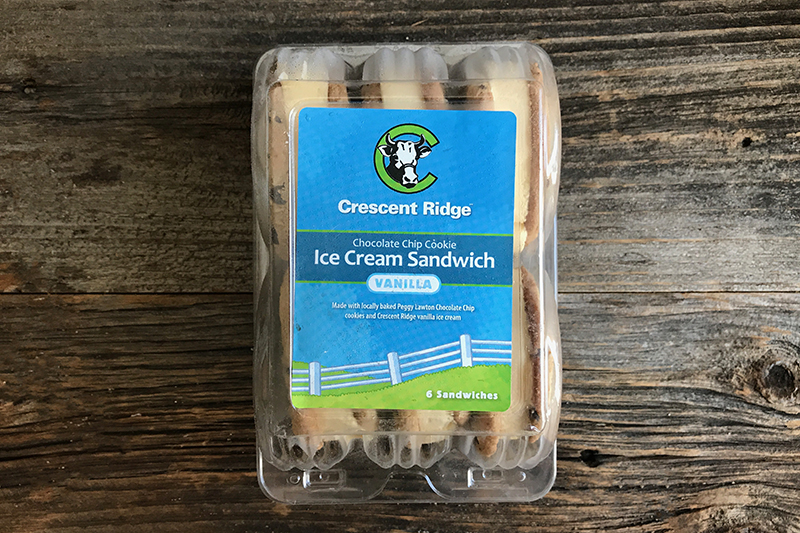 Crescent Ridge™
Chocolate Chip Cookie
Ice Cream Sandwich
VANILLA
Made with locally baked Peggy Lawton Chocolate Chip
cookies and Crescent Ridge vanilla ice cream
6 Sandwiches